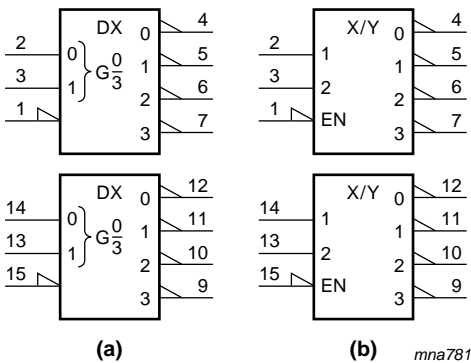 DX 0 4
2 0
1 5
3 1 G 0/3
2 6
1
3 7
X/Y 0 4
2 1
1 5
3 2
2 6
1 EN
3 7
DX 0 12
14 0
1 11
13 1 G 0/3
2 10
15
3 9
X/Y 0 12
14 1
1 11
13 2
2 10
15 EN
3 9
(a)
(b)
mna781